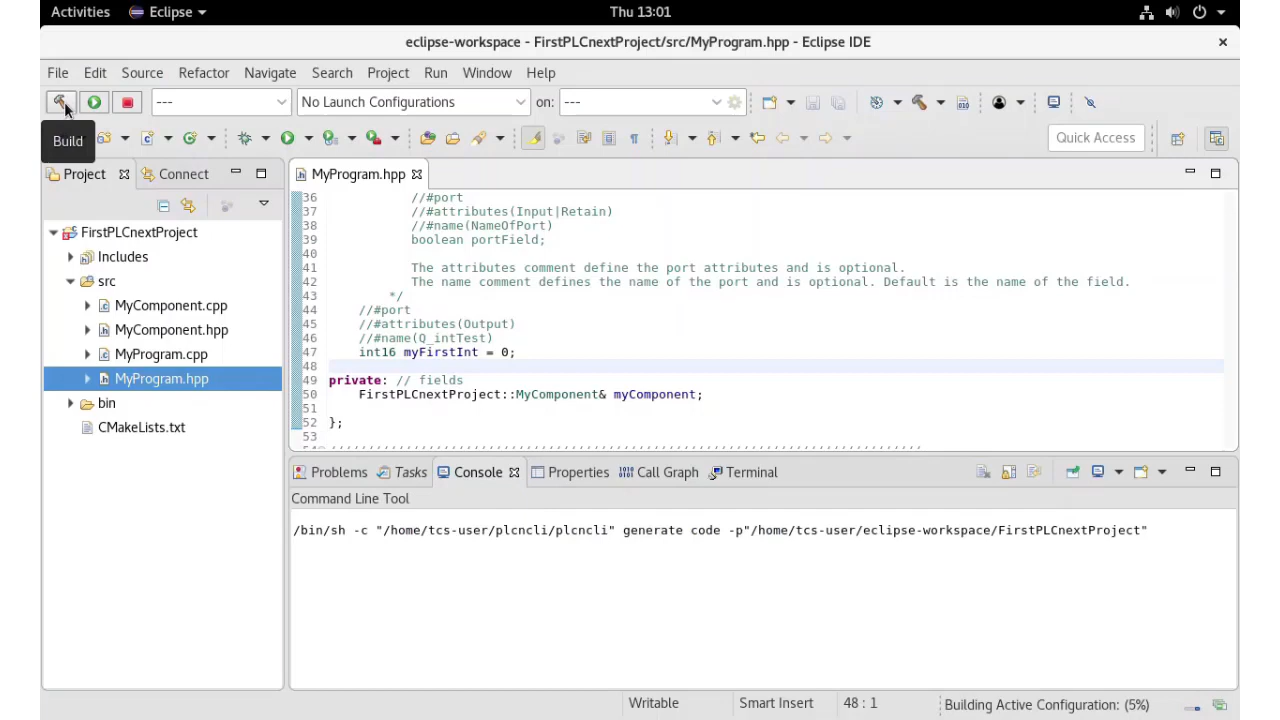 Activities Eclipse Thu 13:01
eclipse-workspace - FirstPLCnextProject/src/MyProgram.hpp - Eclipse IDE
File Edit Source Refactor Navigate Search Project Run Window Help
--- No Launch Configurations on: ---
Build
Quick Access
Project
Connect
MyProgram.hpp
FirstPLCnextProject
Includes
src
MyComponent.cpp
MyComponent.hpp
MyProgram.cpp
MyProgram.hpp
bin
CMakeLists.txt
36 //#port
37 //#attributes(Input|Retain)
38 //#name(NameOfPort)
39 boolean portField;
40
41 The attributes comment define the port attributes and is optional.
42 The name comment defines the name of the port and is optional. Default is the name of the field.
43 */
44 //#port
45 //#attributes(Output)
46 //#name(Q_intTest)
47 int16 myFirstInt = 0;
48
49 private: // fields
50 FirstPLCnextProject::MyComponent& myComponent;
51
52 };
53
Problems Tasks Console Properties Call Graph Terminal
Command Line Tool
/bin/sh -c "/home/tcs-user/plcncli/plcncli" generate code -p"/home/tcs-user/eclipse-workspace/FirstPLCnextProject"
Writable Smart Insert 48 : 1 Building Active Configuration: (5%)